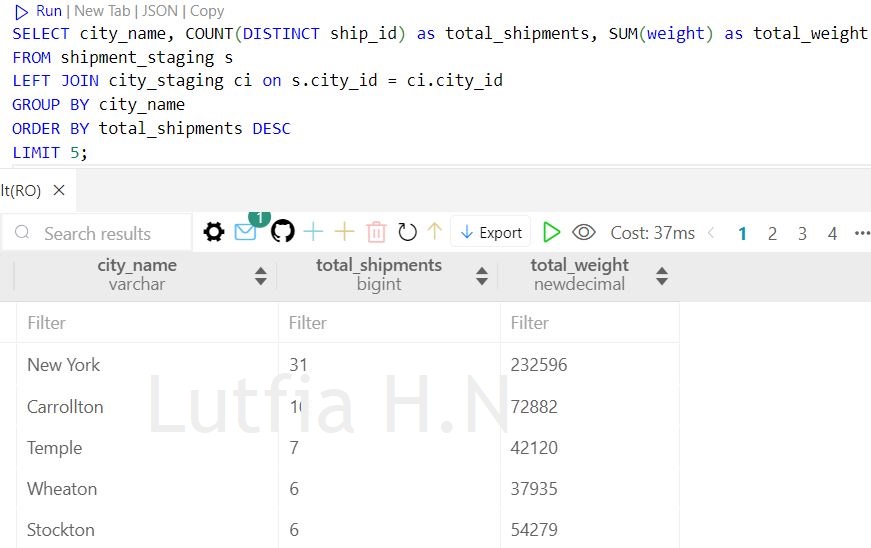 Run | New Tab | JSON | Copy
SELECT city_name, COUNT(DISTINCT ship_id) as total_shipments, SUM(weight) as total_weight
FROM shipment_staging s
LEFT JOIN city_staging ci on s.city_id = ci.city_id
GROUP BY city_name
ORDER BY total_shipments DESC
LIMIT 5;
lt(RO) ×
Search results 1 Export Cost: 37ms < 1 2 3 4 •••
city_name total_shipments total_weight
varchar bigint newdecimal
Filter Filter Filter
New York 31 232596
Carrollton 72882
Temple 7 42120
Wheaton 6 37935
Stockton 6 54279
Lutfia H.N